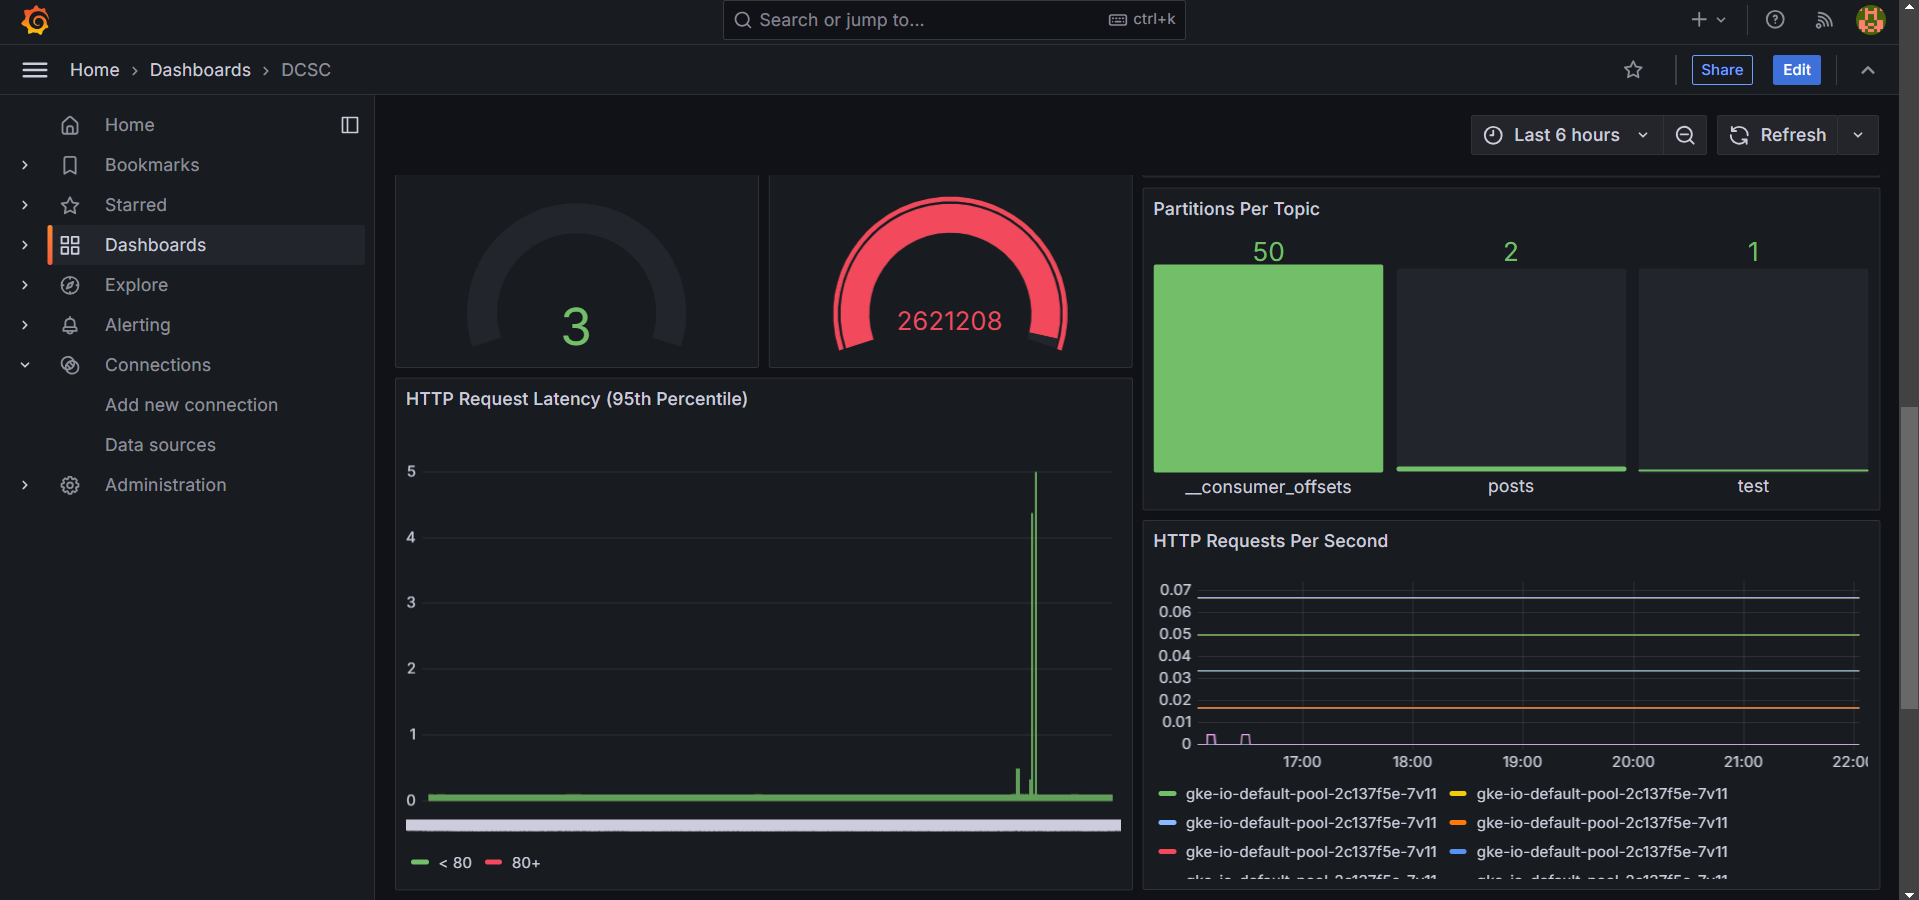 Search or jump to...
ctrl+k
Home › Dashboards › DCSC
Share
Edit
Home
Bookmarks
Starred
Dashboards
Explore
Alerting
Connections
Add new connection
Data sources
Administration
Last 6 hours
Refresh
3
2621208
Partitions Per Topic
50
2
1
__consumer_offsets
posts
test
HTTP Request Latency (95th Percentile)
5
4
3
2
1
0
< 80
80+
HTTP Requests Per Second
0.07
0.06
0.05
0.04
0.03
0.02
0.01
0
17:00
18:00
19:00
20:00
21:00
22:00
gke-io-default-pool-2c137f5e-7v11
gke-io-default-pool-2c137f5e-7v11
gke-io-default-pool-2c137f5e-7v11
gke-io-default-pool-2c137f5e-7v11
gke-io-default-pool-2c137f5e-7v11
gke-io-default-pool-2c137f5e-7v11